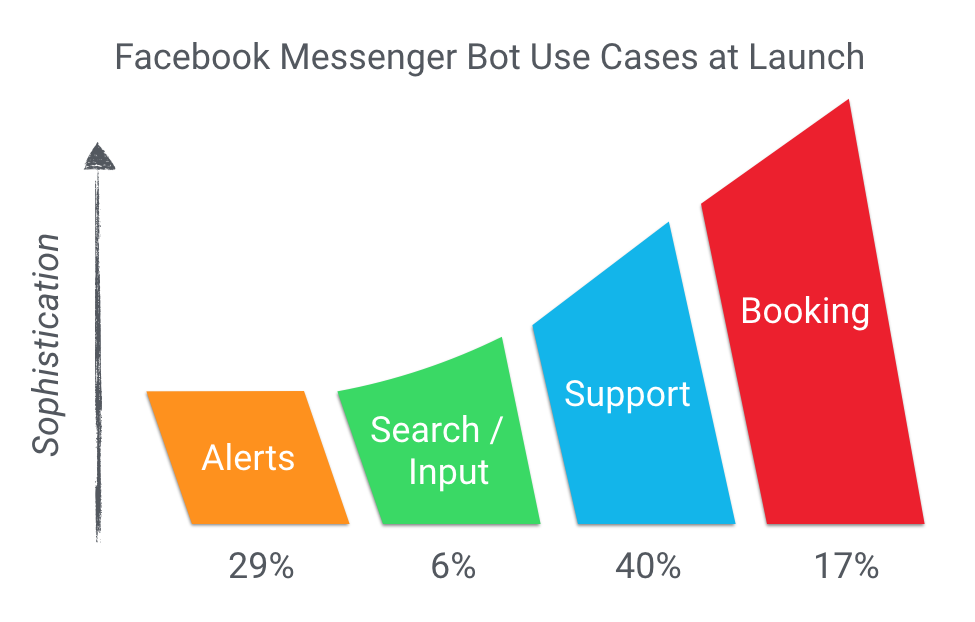 Facebook Messenger Bot Use Cases at Launch
Sophistication
Alerts
Search /
Input
Support
Booking
29%
6%
40%
17%